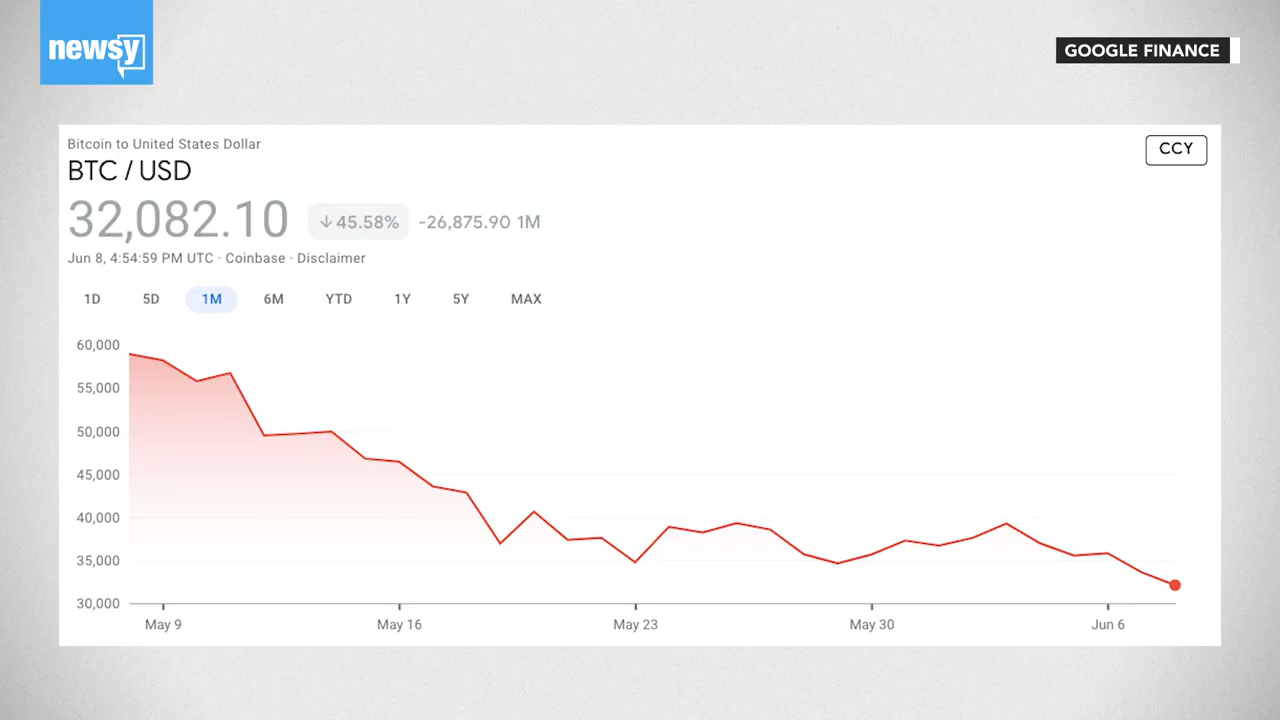 newsy
GOOGLE FINANCE
Bitcoin to United States Dollar
BTC / USD
CCY
32,082.10 ↓ 45.58% -26,875.90 1M
Jun 8, 4:54:59 PM UTC · Coinbase · Disclaimer
1D 5D 1M 6M YTD 1Y 5Y MAX
60,000
55,000
50,000
45,000
40,000
35,000
30,000
May 9 May 16 May 23 May 30 Jun 6